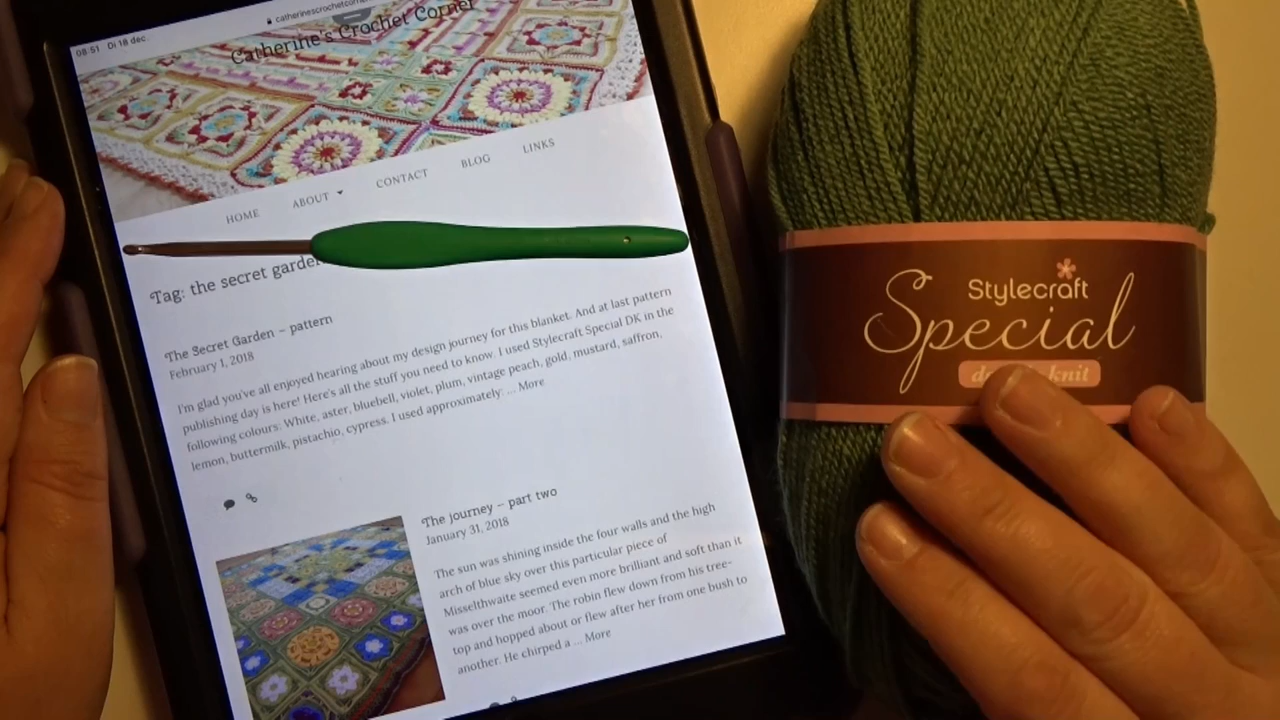 08:51 Di 18 dec.
Catherine's Crochet Corner
HOME ABOUT CONTACT BLOG LINKS
Tag: the secret garden
The Secret Garden – pattern
February 1, 2018
I'm glad you've all enjoyed hearing about my design journey for this blanket. And at last pattern
publishing day is here! Here's all the stuff you need to know. I used Stylecraft Special DK in the
following colours: White, aster, bluebell, violet, plum, vintage peach, gold, mustard, saffron,
lemon, buttermilk, pistachio, cypress. I used approximately: ... More
The journey – part two
January 31, 2018
The sun was shining inside the four walls and the high
arch of blue sky over this particular piece of
Misselthwaite seemed even more brilliant and soft than it
was over the moor. The robin flew down from his tree-
top and hopped about or flew after her from one bush to
another. He chirped a ... More
Stylecraft
Special
knit